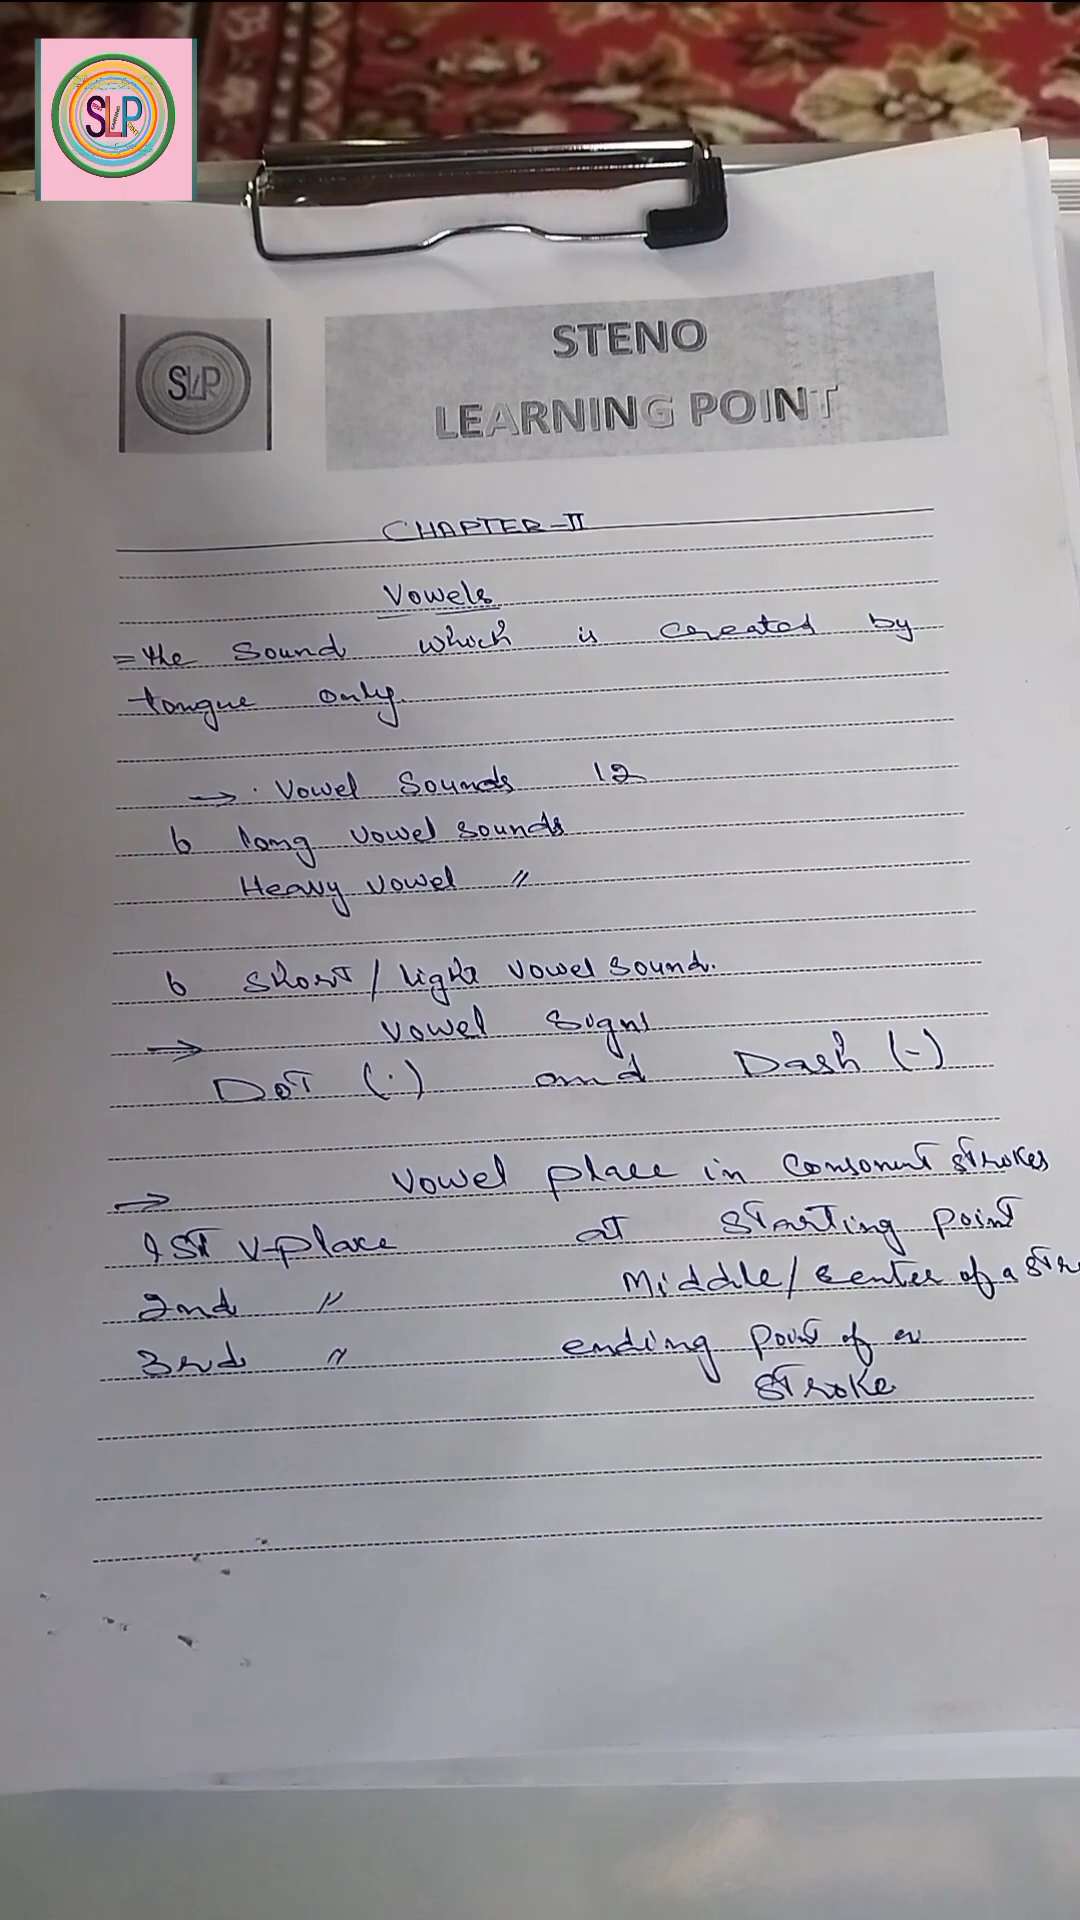 SLP
SLP
STENO
LEARNING POINT
CHAPTER-II
Vowels
= the Sound which is created by
tongue only
→ Vowel Sounds 12
6 long vowel sounds
Heavy vowel "
6 short / light vowel sound.
→ Vowel Signs
DOT (.) and Dash (-)
→ Vowel place in Consonent strokes
1ST V-place at starting point
2nd " Middle / Center of a str
3rd " ending point of a
stroke